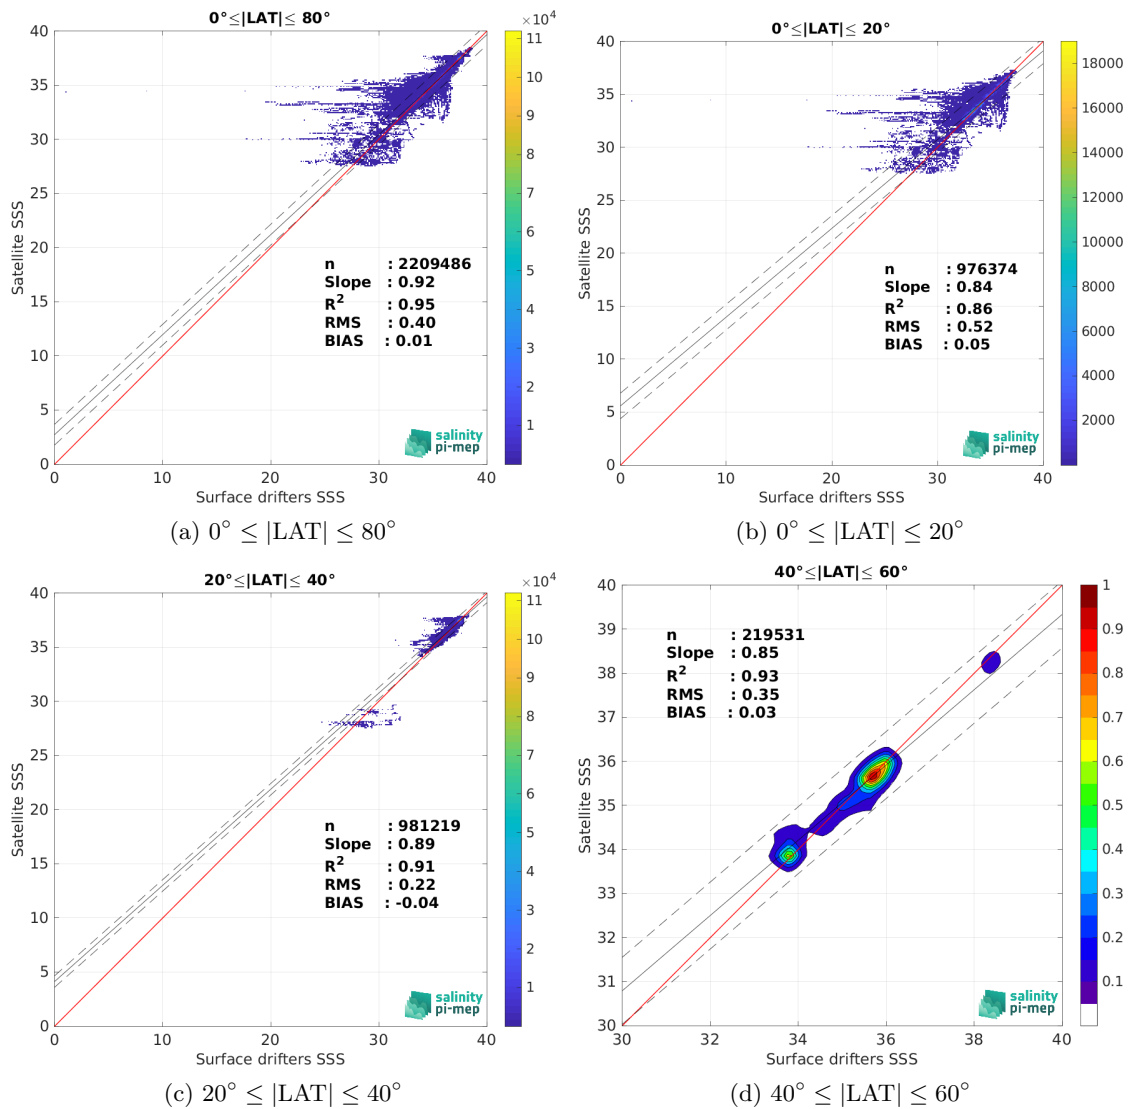 0°≤|LAT|≤ 80°
×10⁴
40
35
30
25
20
15
10
5
0
0
10
20
30
40
Satellite SSS
Surface drifters SSS
11
10
9
8
7
6
5
4
3
2
1
n : 2209486
Slope : 0.92
R² : 0.95
RMS : 0.40
BIAS : 0.01
salinity
pi-mep
(a) 0° ≤ |LAT| ≤ 80°
0°≤|LAT|≤ 20°
40
35
30
25
20
15
10
5
0
0
10
20
30
40
Satellite SSS
Surface drifters SSS
18000
16000
14000
12000
10000
8000
6000
4000
2000
n : 976374
Slope : 0.84
R² : 0.86
RMS : 0.52
BIAS : 0.05
salinity
pi-mep
(b) 0° ≤ |LAT| ≤ 20°
20°≤|LAT|≤ 40°
×10⁴
40
35
30
25
20
15
10
5
0
0
10
20
30
40
Satellite SSS
Surface drifters SSS
11
10
9
8
7
6
5
4
3
2
1
n : 981219
Slope : 0.89
R² : 0.91
RMS : 0.22
BIAS : -0.04
salinity
pi-mep
(c) 20° ≤ |LAT| ≤ 40°
40°≤|LAT|≤ 60°
40
39
38
37
36
35
34
33
32
31
30
30
32
34
36
38
40
Satellite SSS
Surface drifters SSS
1
0.9
0.8
0.7
0.6
0.5
0.4
0.3
0.2
0.1
n : 219531
Slope : 0.85
R² : 0.93
RMS : 0.35
BIAS : 0.03
salinity
pi-mep
(d) 40° ≤ |LAT| ≤ 60°